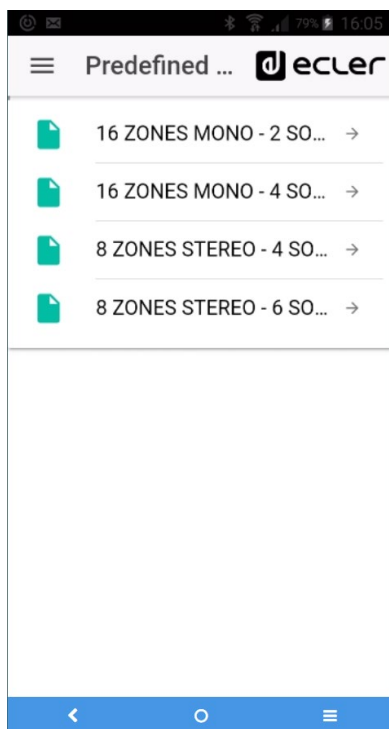 79% 16:05
Predefined ... ecler
16 ZONES MONO - 2 SO...
16 ZONES MONO - 4 SO...
8 ZONES STEREO - 4 SO...
8 ZONES STEREO - 6 SO...